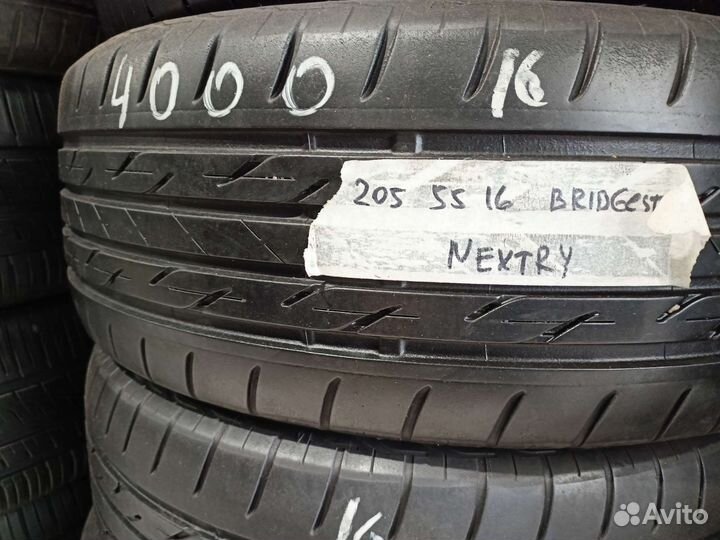 4000
16
205 55 16 BRIDGEST
NEXTRY
16
Avito